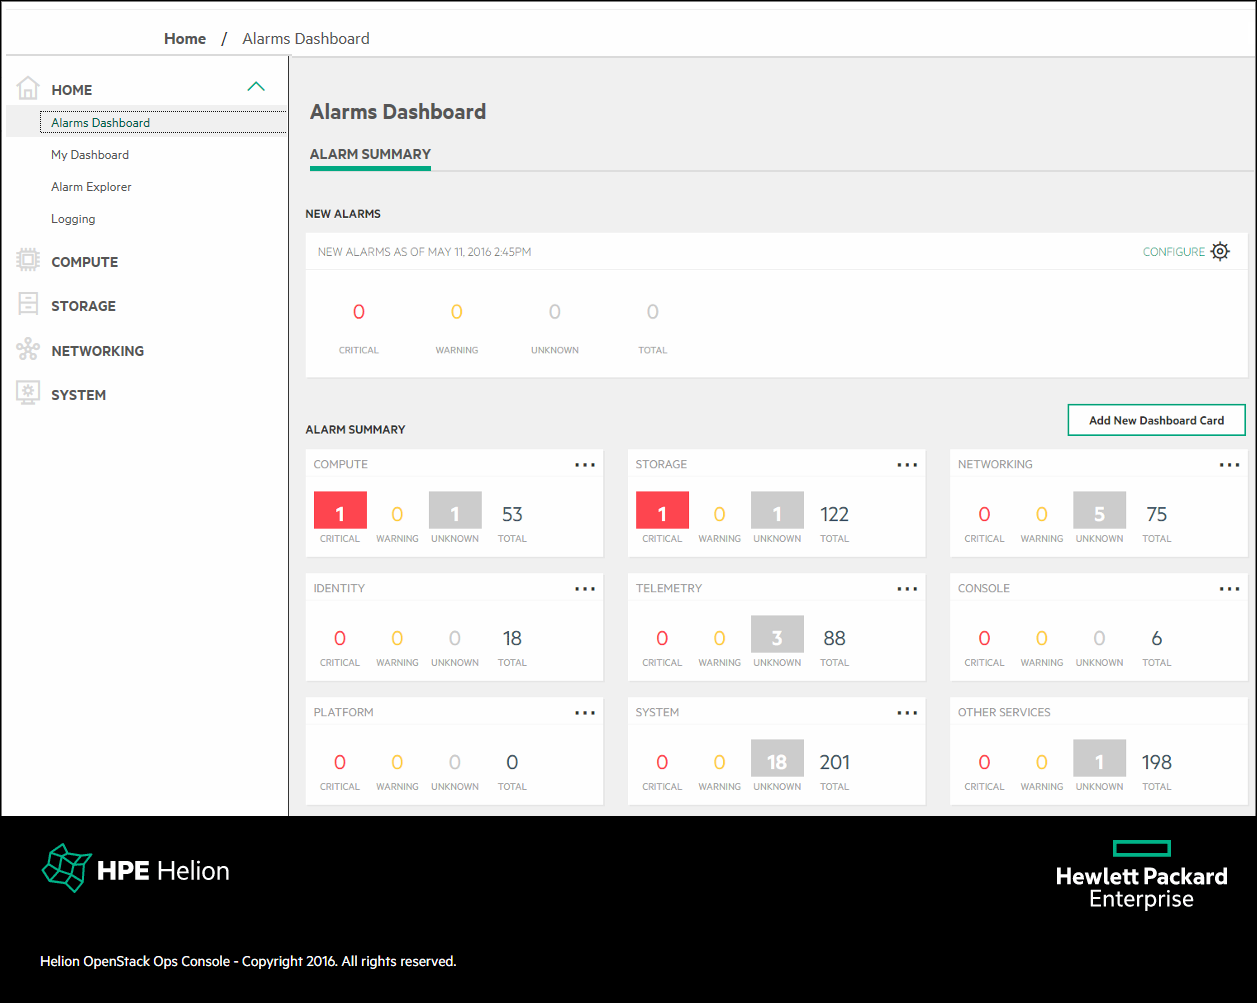 Home / Alarms Dashboard
HOME
Alarms Dashboard
My Dashboard
Alarm Explorer
Logging
COMPUTE
STORAGE
NETWORKING
SYSTEM
Alarms Dashboard
ALARM SUMMARY
NEW ALARMS
NEW ALARMS AS OF MAY 11, 2016 2:45PM CONFIGURE
0 0 0 0
CRITICAL WARNING UNKNOWN TOTAL
Add New Dashboard Card
ALARM SUMMARY
COMPUTE ...
1 0 1 53
CRITICAL WARNING UNKNOWN TOTAL
STORAGE ...
1 0 1 122
CRITICAL WARNING UNKNOWN TOTAL
NETWORKING ...
0 0 5 75
CRITICAL WARNING UNKNOWN TOTAL
IDENTITY ...
0 0 0 18
CRITICAL WARNING UNKNOWN TOTAL
TELEMETRY ...
0 0 3 88
CRITICAL WARNING UNKNOWN TOTAL
CONSOLE ...
0 0 0 6
CRITICAL WARNING UNKNOWN TOTAL
PLATFORM ...
0 0 0 0
CRITICAL WARNING UNKNOWN TOTAL
SYSTEM ...
0 0 18 201
CRITICAL WARNING UNKNOWN TOTAL
OTHER SERVICES
0 0 1 198
CRITICAL WARNING UNKNOWN TOTAL
HPE Helion
Hewlett Packard
Enterprise
Helion OpenStack Ops Console - Copyright 2016. All rights reserved.